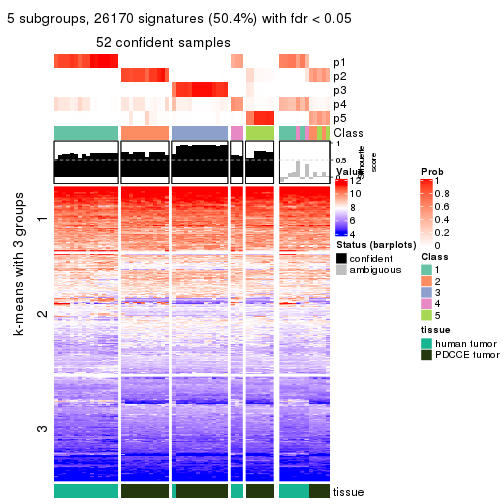 5 subgroups, 26170 signatures (50.4%) with fdr < 0.05
52 confident samples
p1
p2
p3
p4
p5
Class
1
0.5
0
silhouette
score
k-means with 3 groups
1
2
3
Value
12
10
8
6
4
Status (barplots)
confident
ambiguous
Prob
1
0.8
0.6
0.4
0.2
0
Class
1
2
3
4
5
tissue
human tumor
PDCCE tumor
tissue